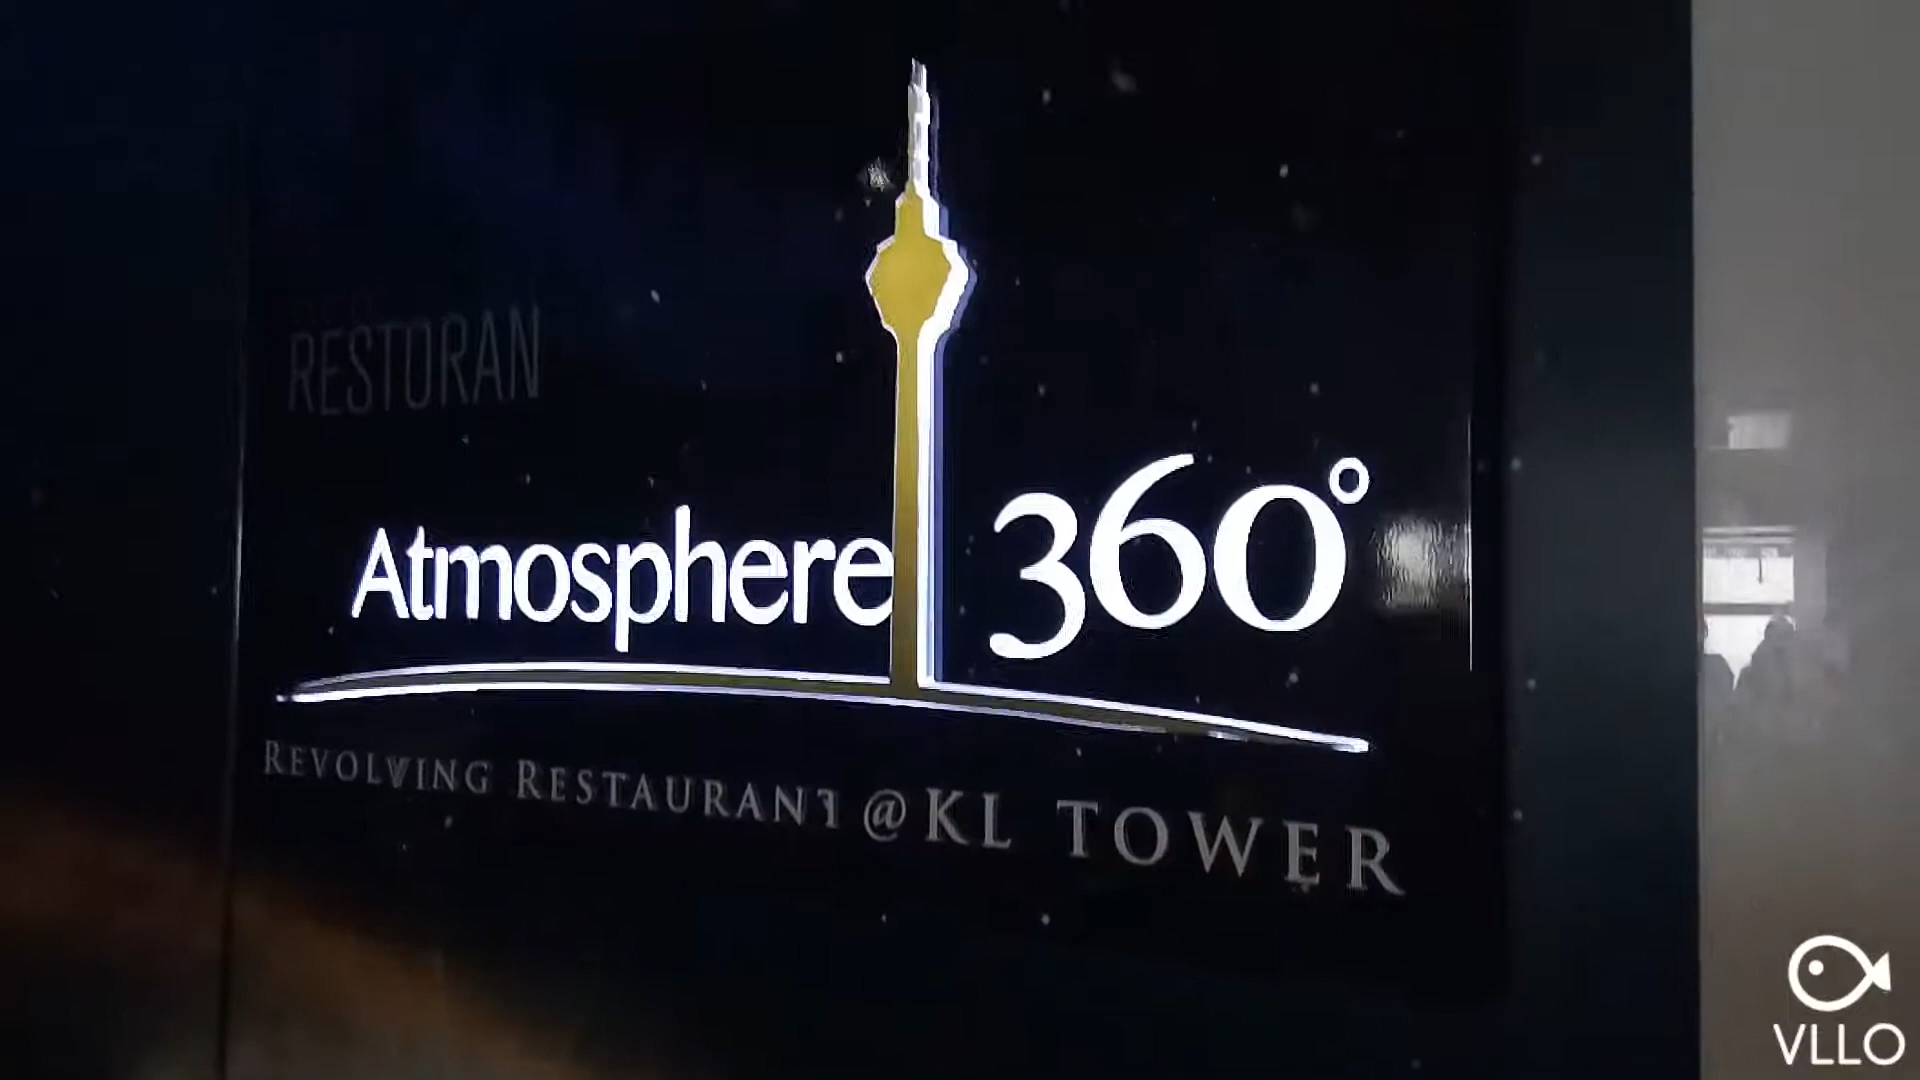 RESTORAN
Atmosphere 360°
REVOLVING RESTAURANT @ KL TOWER
VLLO